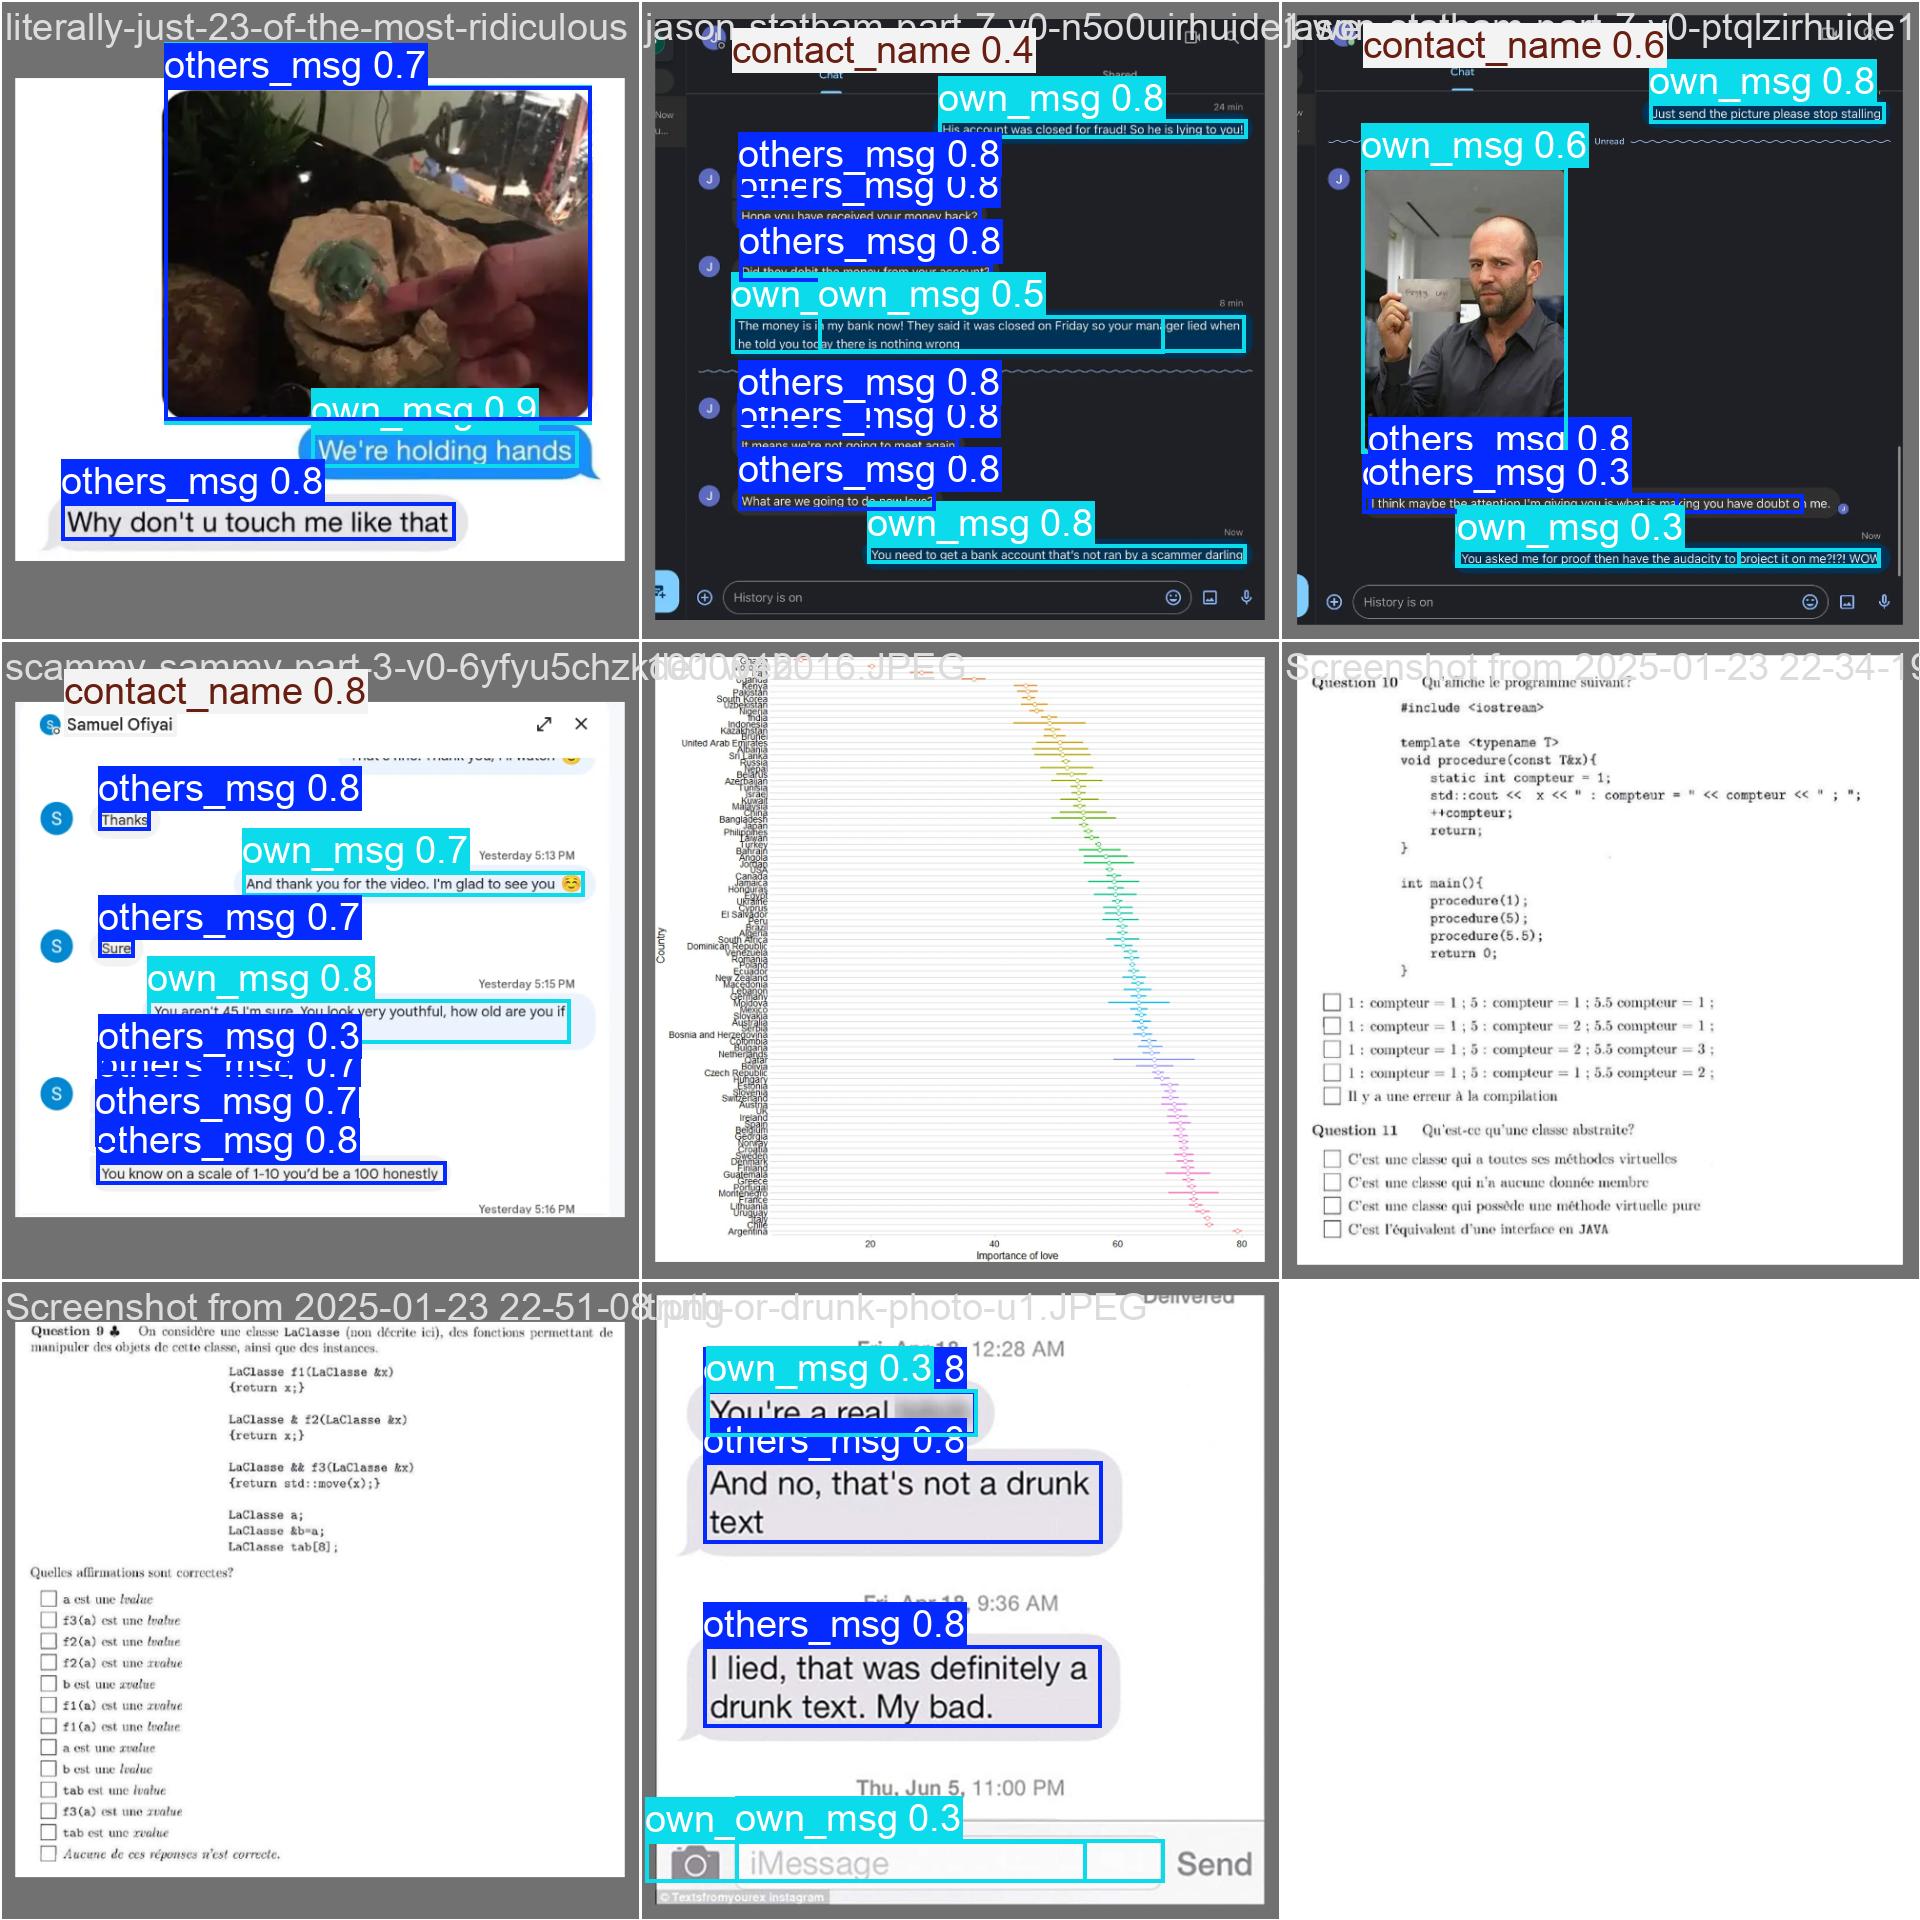 literally-just-23-of-the-most-ridiculous
others_msg 0.7
own_msg 0.9
We're holding hands
others_msg 0.8
Why don't u touch me like that
jason-statham-part-7-v0-n5o0uirhuide1
contact_name 0.4
Chat
Shared
own_msg 0.8
24 min
His account was closed for fraud! So he is lying to you!
others_msg 0.8
others_msg 0.8
J
Hope you have received your money back?
others_msg 0.8
J
Did they debit the money from your account?
own_own_msg 0.5
8 min
The money is in my bank now! They said it was closed on Friday so your manager lied when
he told you today there is nothing wrong
others_msg 0.8
others_msg 0.8
J
It means we're not going to meet again
others_msg 0.8
J
What are we going to do now love?
own_msg 0.8
Now
You need to get a bank account that's not ran by a scammer darling
History is on
v0-ptqlzirhuide1
contact_name 0.6
Chat
own_msg 0.8
Just send the picture please stop stalling
own_msg 0.6
Unread
J
others_msg 0.8
others_msg 0.3
I think maybe the attention I'm giving you is what is making you have doubt on me.
own_msg 0.3
Now
You asked me for proof then have the audacity to project it on me?!?! WOW
History is on
scammy-sammy-part-3-v0-6yfyu5chzk
contact_name 0.8
S Samuel Ofiyai
That's fine! Thank you, I'll watch
others_msg 0.8
S
Thanks
own_msg 0.7
Yesterday 5:13 PM
And thank you for the video. I'm glad to see you
others_msg 0.7
S
Sure
own_msg 0.8
Yesterday 5:15 PM
You aren't 45 I'm sure. You look very youthful, how old are you if
others_msg 0.3
others_msg 0.7
S
others_msg 0.7
others_msg 0.8
You know on a scale of 1-10 you'd be a 100 honestly
Yesterday 5:16 PM
2016.JPEG
Uganda
Kenya
Pakistan
South Korea
Uzbekistan
Nigeria
India
Indonesia
Kazakhstan
Brunei
United Arab Emirates
Albania
Sri Lanka
Russia
Nepal
Belarus
Azerbaijan
Tunisia
Israel
Kuwait
Malaysia
China
Bangladesh
Japan
Philippines
Taiwan
Turkey
Bahrain
Angola
Jordan
USA
Canada
Jamaica
Honduras
Egypt
Ukraine
Cyprus
El Salvador
Peru
Brazil
Algeria
South Africa
Dominican Republic
Venezuela
Romania
Poland
Ecuador
New Zealand
Macedonia
Lebanon
Germany
Moldova
Mexico
Slovakia
Australia
Serbia
Bosnia and Herzegovina
Colombia
Bulgaria
Netherlands
Qatar
Bolivia
Czech Republic
Hungary
Estonia
Slovenia
Switzerland
Austria
UK
Ireland
Spain
Belgium
Georgia
Norway
Croatia
Sweden
Denmark
Finland
Guatemala
Greece
Portugal
Montenegro
France
Lithuania
Uruguay
Italy
Chile
Argentina
Country
20 40 60 80
Importance of love
Screenshot from 2025-01-23 22-34-19
Question 10 Qu'affiche le programme suivant?
#include <iostream>
template <typename T>
void procedure(const T&x){
static int compteur = 1;
std::cout << x << " : compteur = " << compteur << " ; ";
++compteur;
return;
}
int main(){
procedure(1);
procedure(5);
procedure(5.5);
return 0;
}
1 : compteur = 1 ; 5 : compteur = 1 ; 5.5 compteur = 1 ;
1 : compteur = 1 ; 5 : compteur = 2 ; 5.5 compteur = 1 ;
1 : compteur = 1 ; 5 : compteur = 2 ; 5.5 compteur = 3 ;
1 : compteur = 1 ; 5 : compteur = 1 ; 5.5 compteur = 2 ;
Il y a une erreur à la compilation
Question 11 Qu'est-ce qu'une classe abstraite?
C'est une classe qui a toutes ses méthodes virtuelles
C'est une classe qui n'a aucune donnée membre
C'est une classe qui possède une méthode virtuelle pure
C'est l'équivalent d'une interface en JAVA
Screenshot from 2025-01-23 22-51-08
Question 9 ♣ On considère une classe LaClasse (non décrite ici), des fonctions permettant de
manipuler des objets de cette classe, ainsi que des instances.
LaClasse f1(LaClasse &x)
{return x;}
LaClasse & f2(LaClasse &x)
{return x;}
LaClasse && f3(LaClasse &x)
{return std::move(x);}
LaClasse a;
LaClasse &b=a;
LaClasse tab[8];
Quelles affirmations sont correctes?
a est une lvalue
f3(a) est une lvalue
f2(a) est une lvalue
f2(a) est une xvalue
b est une xvalue
f1(a) est une xvalue
f1(a) est une lvalue
a est une xvalue
b est une lvalue
tab est une lvalue
f3(a) est une xvalue
tab est une xvalue
Aucune de ces réponses n'est correcte.
-or-drunk-photo-u1.JPEG
Delivered
Fri, Apr 18, 12:28 AM
own_msg 0.3 .8
You're a real
others_msg 0.8
And no, that's not a drunk
text
Fri, Apr 18, 9:36 AM
others_msg 0.8
I lied, that was definitely a
drunk text. My bad.
Thu, Jun 5, 11:00 PM
own_own_msg 0.3
iMessage
Send
© Textsfromyourex instagram